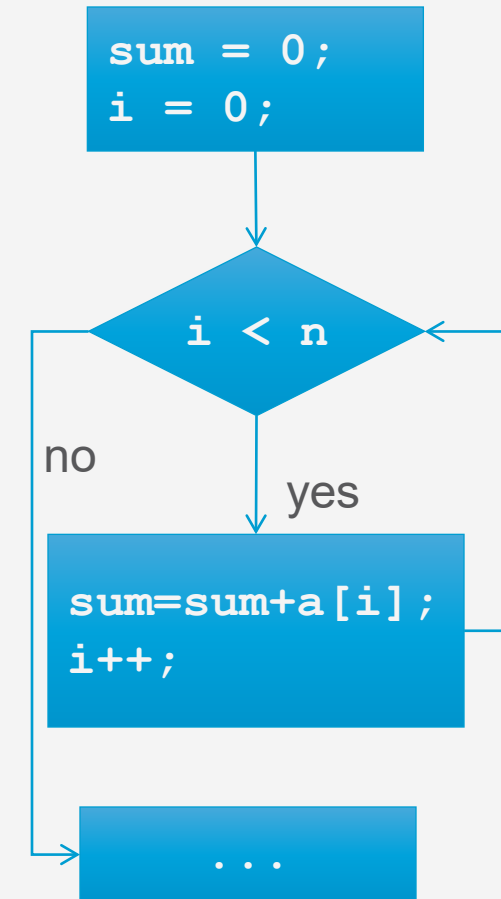 sum = 0;
i = 0;
i < n
no
yes
sum=sum+a[i];
i++;
...